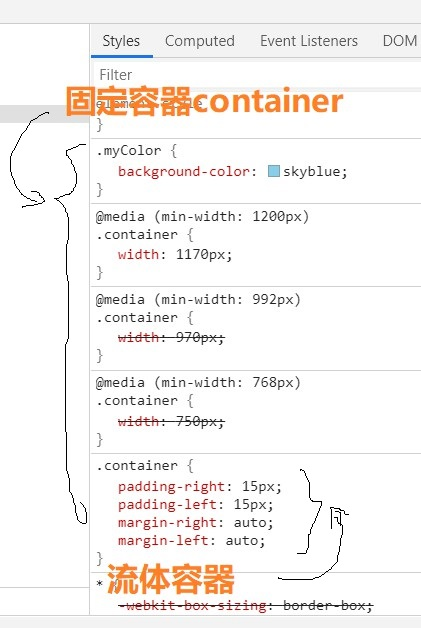 Styles Computed Event Listeners DOM
Filter
固定容器container
}
.myColor {
background-color: skyblue;
}
@media (min-width: 1200px)
.container {
width: 1170px;
}
@media (min-width: 992px)
.container {
width: 970px;
}
@media (min-width: 768px)
.container {
width: 750px;
}
.container {
padding-right: 15px;
padding-left: 15px;
margin-right: auto;
margin-left: auto;
}
流体容器
*
-webkit-box-sizing: border-box;